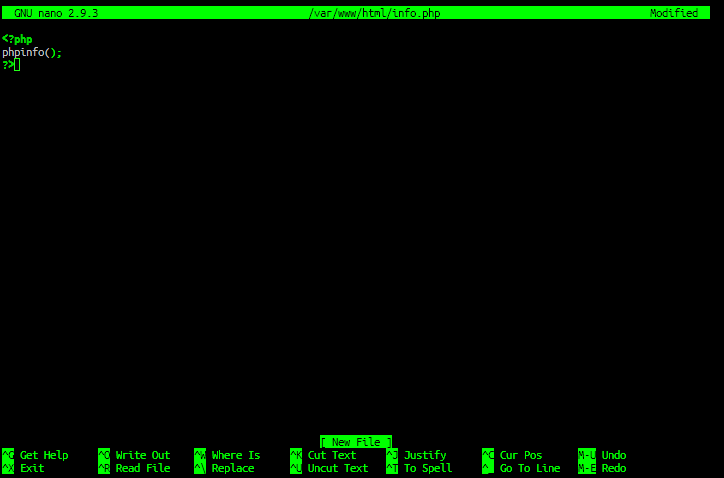 GNU nano 2.9.3 /var/www/html/info.php Modified
<?php
phpinfo();
?>
[ New File ]
^G Get Help ^O Write Out ^W Where Is ^K Cut Text ^J Justify ^C Cur Pos M-U Undo
^X Exit ^R Read File ^\ Replace ^U Uncut Text ^T To Spell ^_ Go To Line M-E Redo